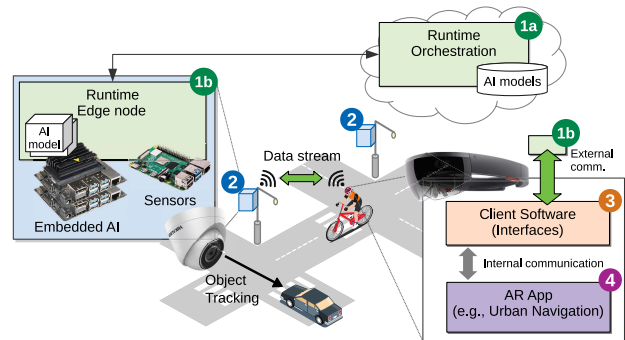 1a
Runtime
Orchestration
AI models
1b
Runtime
Edge node
AI
model
Sensors
Embedded AI
2
2
Data stream
1b
External
comm.
Client Software
(Interfaces)
3
Internal communication
4
AR App
(e.g., Urban Navigation)
Object
Tracking